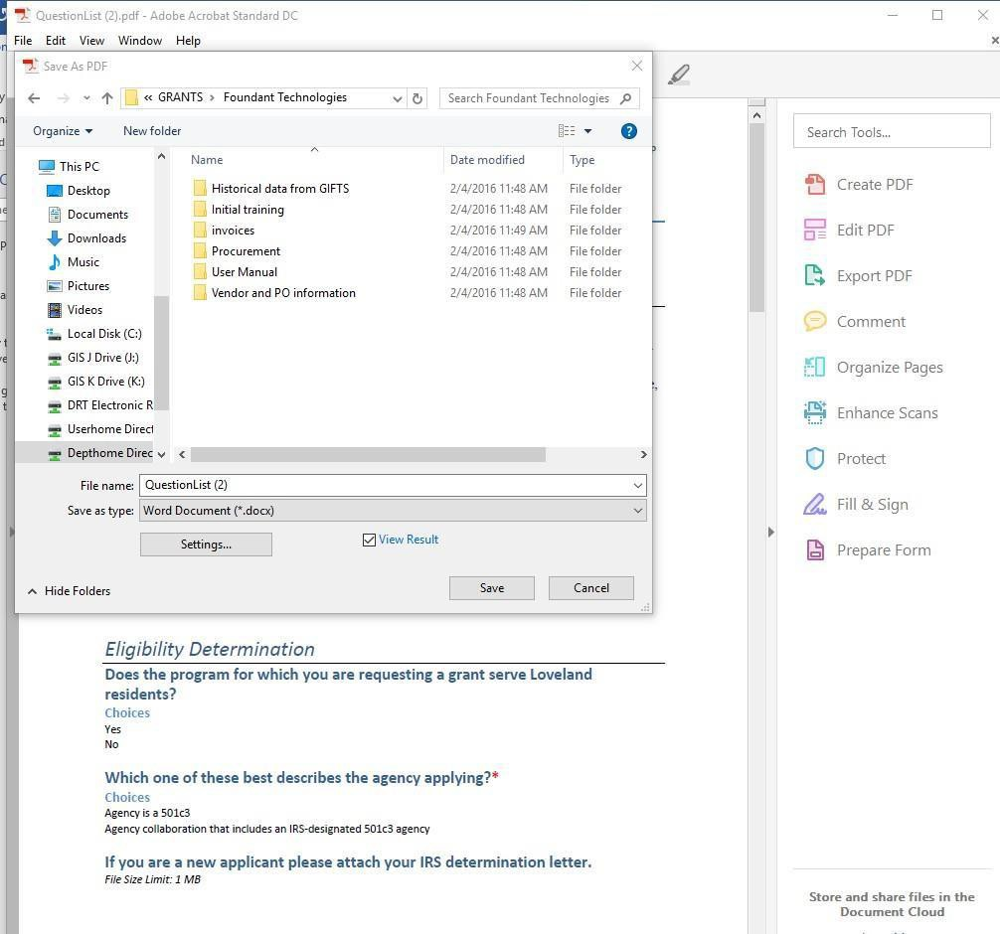 QuestionList (2).pdf - Adobe Acrobat Standard DC
File Edit View Window Help
Save As PDF
« GRANTS › Foundant Technologies
Search Foundant Technologies
Organize
New folder
Name Date modified Type
This PC
Desktop
Documents
Downloads
Music
Pictures
Videos
Local Disk (C:)
GIS J Drive (J:)
GIS K Drive (K:)
DRT Electronic R
Userhome Direct
Depthome Direc
Historical data from GIFTS 2/4/2016 11:48 AM File folder
Initial training 2/4/2016 11:48 AM File folder
invoices 2/4/2016 11:49 AM File folder
Procurement 2/4/2016 11:48 AM File folder
User Manual 2/4/2016 11:48 AM File folder
Vendor and PO information 2/4/2016 11:48 AM File folder
File name: QuestionList (2)
Save as type: Word Document (*.docx)
Settings...
View Result
Hide Folders
Save
Cancel
Eligibility Determination
Does the program for which you are requesting a grant serve Loveland
residents?
Choices
Yes
No
Which one of these best describes the agency applying?*
Choices
Agency is a 501c3
Agency collaboration that includes an IRS-designated 501c3 agency
If you are a new applicant please attach your IRS determination letter.
File Size Limit: 1 MB
Search Tools...
Create PDF
Edit PDF
Export PDF
Comment
Organize Pages
Enhance Scans
Protect
Fill & Sign
Prepare Form
Store and share files in the
Document Cloud